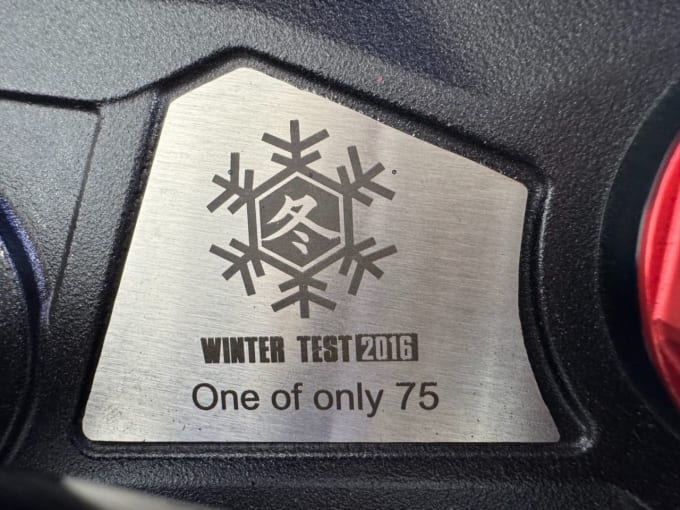 冬
WINTER TEST 2016
One of only 75